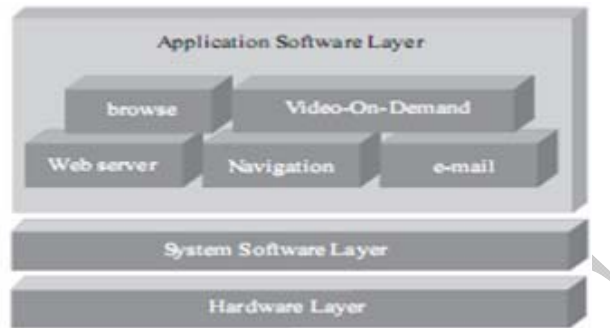 Application Software Layer
browse Video-On-Demand
Web server Navigation e-mail
System Software Layer
Hardware Layer